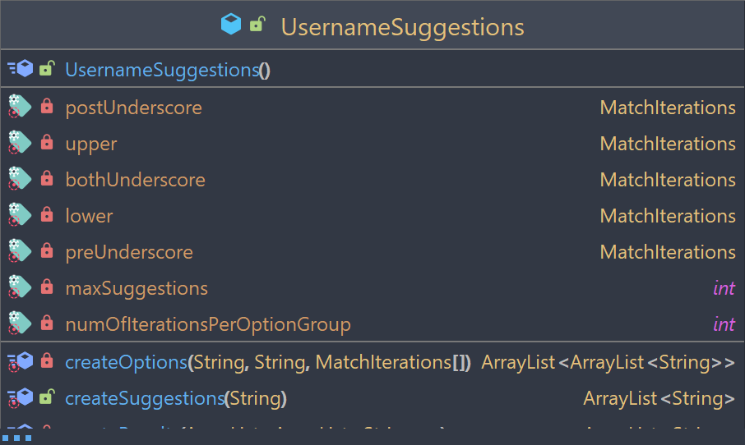 UsernameSuggestions
UsernameSuggestions()
postUnderscore MatchIterations
upper MatchIterations
bothUnderscore MatchIterations
lower MatchIterations
preUnderscore MatchIterations
maxSuggestions int
numOfIterationsPerOptionGroup int
createOptions(String, String, MatchIterations[]) ArrayList<ArrayList<String>>
createSuggestions(String) ArrayList<String>